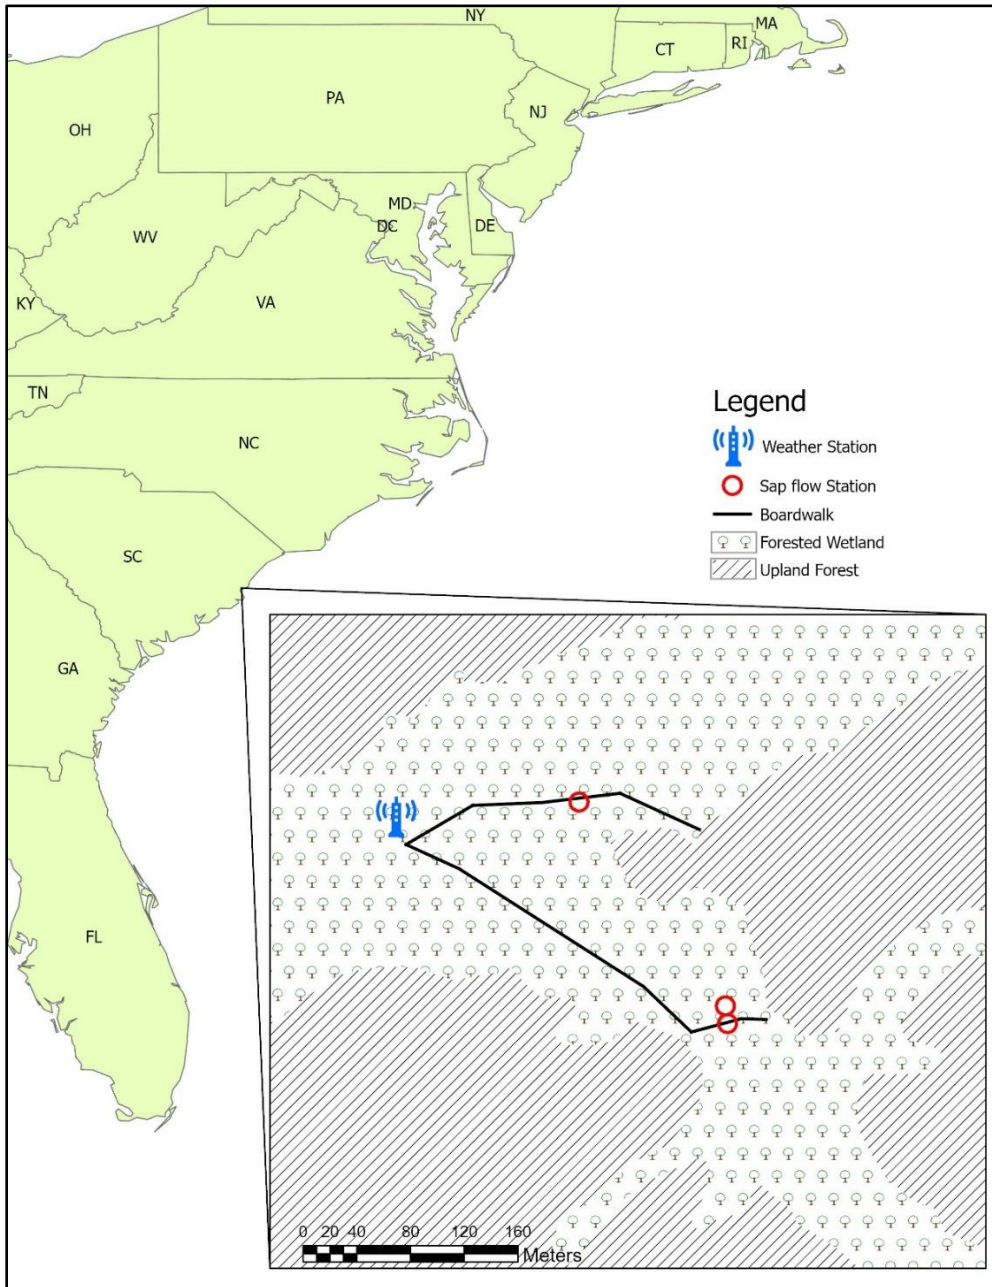 NY
MA
CT
RI
PA
NJ
OH
MD
DE
DC
WV
VA
KY
TN
NC
SC
GA
FL
Legend
Weather Station
Sap flow Station
Boardwalk
Forested Wetland
Upland Forest
0 20 40 80 120 160
Meters